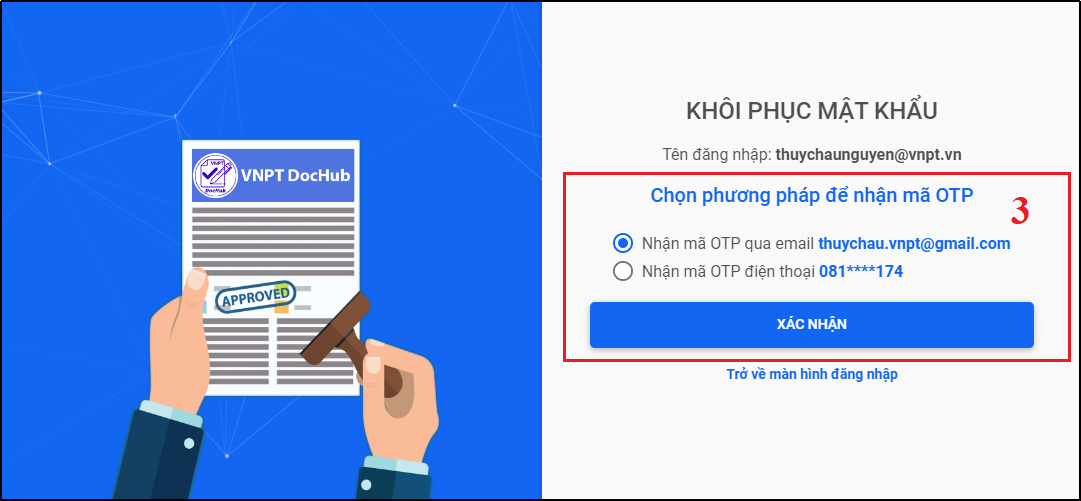 VNPT
DocHub
VNPT DocHub
APPROVED
KHÔI PHỤC MẬT KHẨU
Tên đăng nhập: thuychaunguyen@vnpt.vn
Chọn phương pháp để nhận mã OTP
3
Nhận mã OTP qua email thuychau.vnpt@gmail.com
Nhận mã OTP điện thoại 081****174
XÁC NHẬN
Trở về màn hình đăng nhập